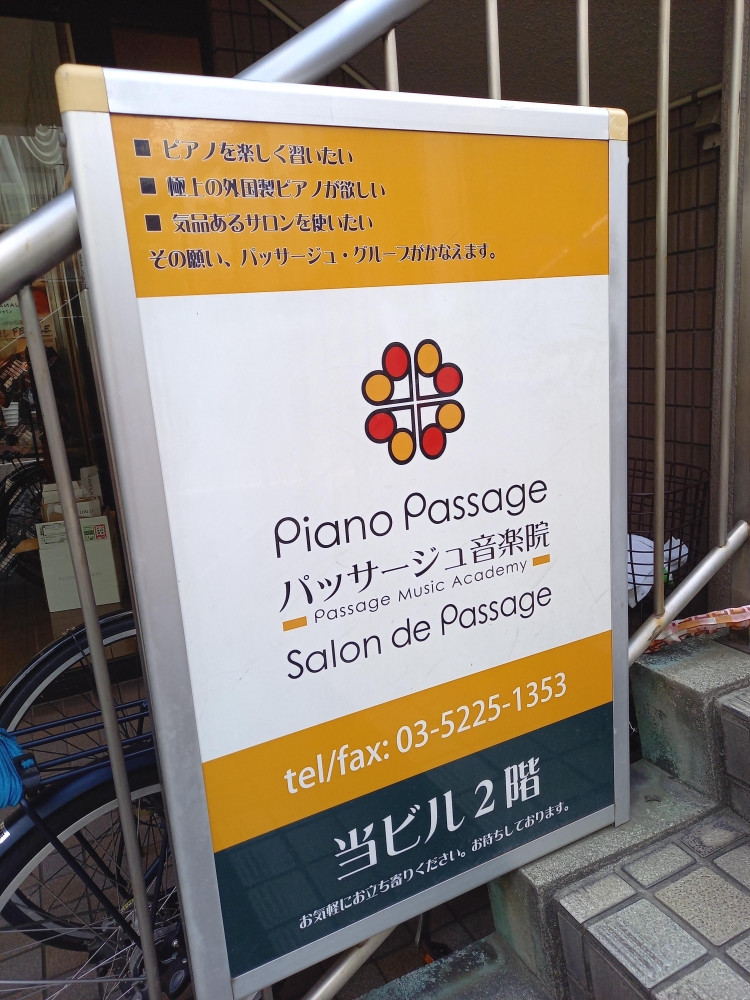 ■ ピアノを楽しく習いたい
■ 極上の外国製ピアノが欲しい
■ 気品あるサロンを使いたい
その願い、パッサージュ・グループがかなえます。
Piano Passage
パッサージュ音楽院
Passage Music Academy
Salon de Passage
tel/fax: 03-5225-1353
当ビル2階
お気軽にお立ち寄りください。お待ちしております。